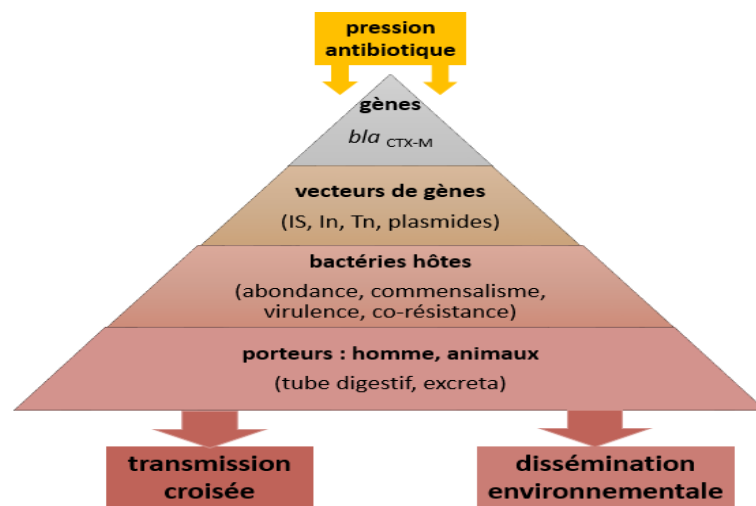 pression
antibiotique
gènes
bla CTX-M
vecteurs de gènes
(IS, In, Tn, plasmides)
bactéries hôtes
(abondance, commensalisme,
virulence, co-résistance)
porteurs : homme, animaux
(tube digestif, excreta)
transmission
croisée
dissémination
environnementale